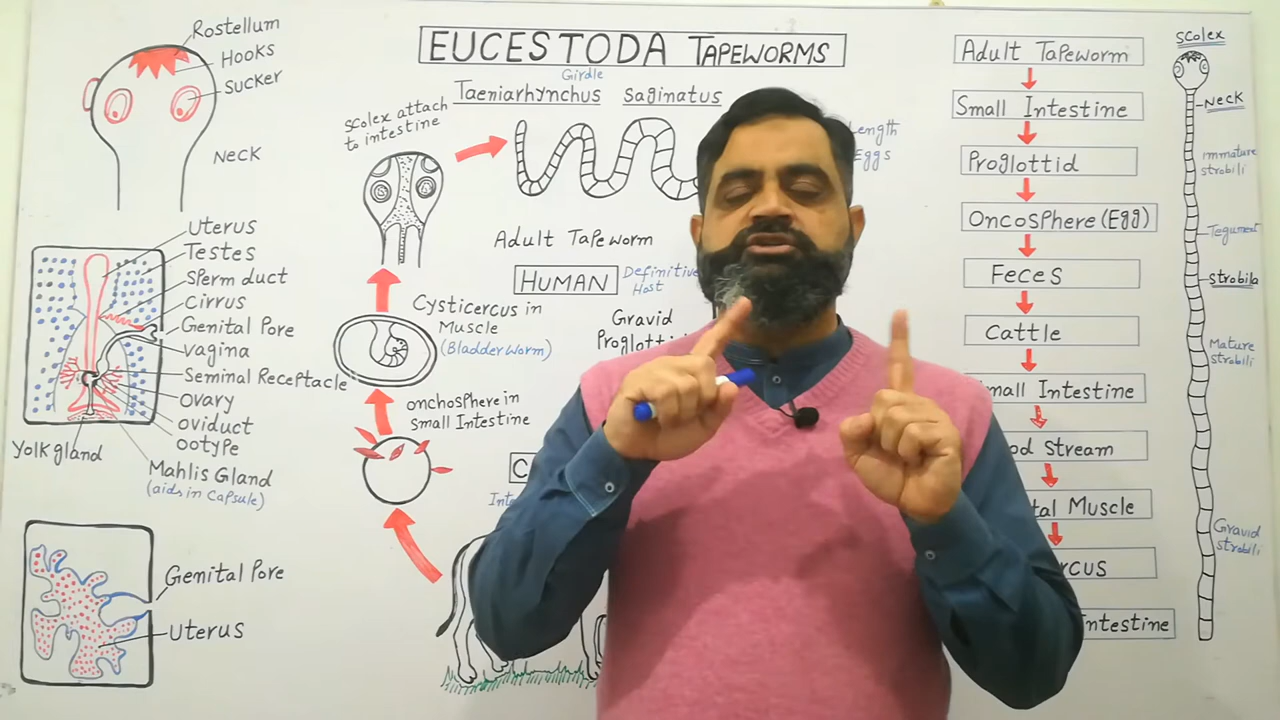 Rostellum
Hooks
Sucker
NECK
Uterus
Testes
Sperm duct
Cirrus
Genital Pore
vagina
Seminal Receptacle
ovary
oviduct
ootype
Yolk gland
Mahlis Gland
(aids in Capsule)
Genital Pore
Uterus
EUCESTODA TAPEWORMS
Girdle
Taeniarhynchus Saginatus
Scolex attach
to intestine
Length
Eggs
Adult Tapeworm
HUMAN
Definitive
Host
Gravid
Cysticercus in
Muscle
(Bladder worm)
onchosphere in
Small Intestine
Adult Tapeworm
Small Intestine
Proglottid
Oncosphere (Egg)
Feces
Cattle
Small Intestine
Stream
Muscle
Intestine
Scolex
NECK
Immature
strobili
Tegument
strobila
Mature
strobili
Gravid
strobili